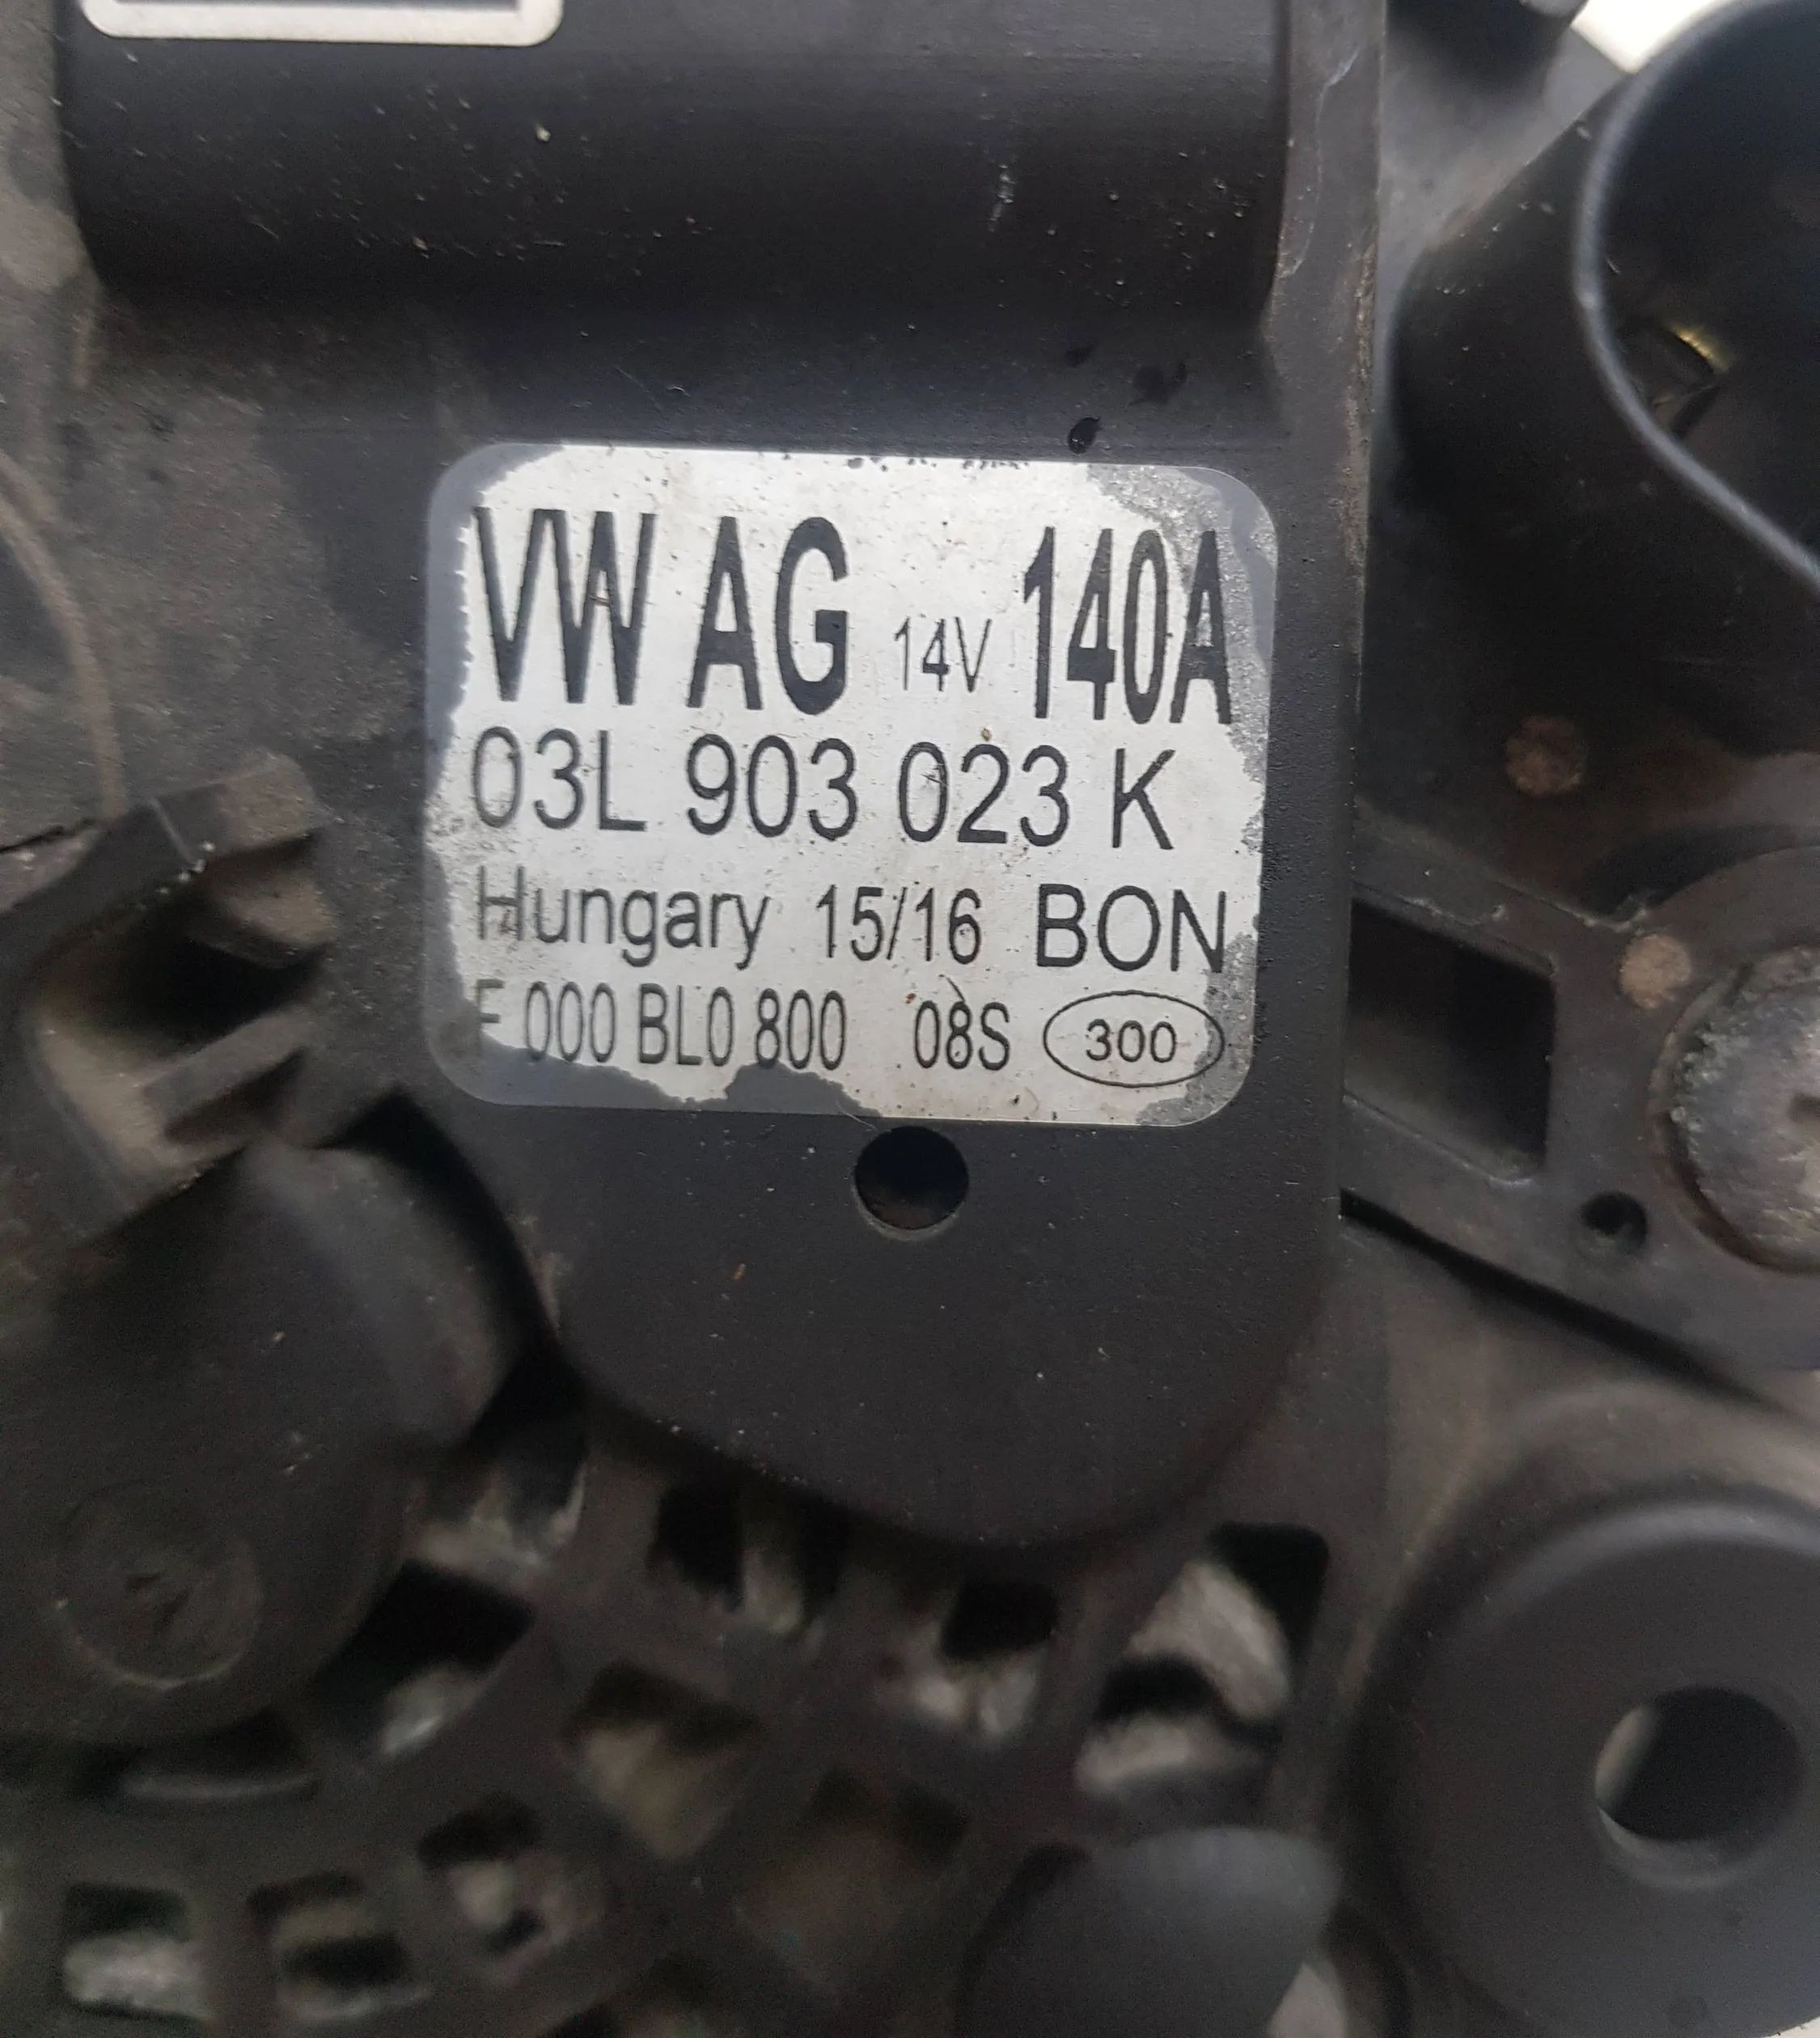 VW AG 14V 140A
03L 903 023 K
Hungary 15/16 BON
F 000 BL0 800 08S 300